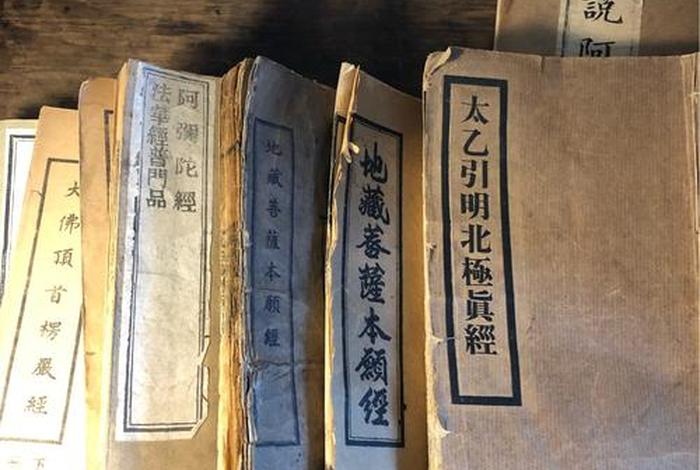 說阿
太乙引明北極眞經
地藏菩薩本願經
地藏菩薩本願經
阿彌陀經
法華經普門品
大佛頂首楞嚴經